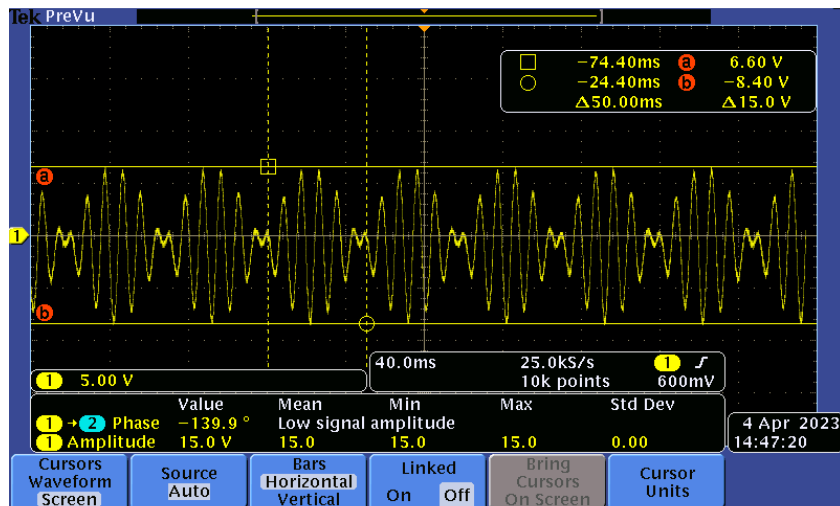 Tek PreVu
−74.40ms a 6.60 V
−24.40ms b −8.40 V
Δ50.00ms Δ15.0 V
a
1
b
1 5.00 V
40.0ms 25.0kS/s 1
10k points 600mV
Value Mean Min Max Std Dev
1 → 2 Phase −139.9 ° Low signal amplitude
1 Amplitude 15.0 V 15.0 15.0 15.0 0.00
4 Apr 2023
14:47:20
Cursors
Waveform
Screen
Source
Auto
Bars
Horizontal
Vertical
Linked
On Off
Bring
Cursors
On Screen
Cursor
Units